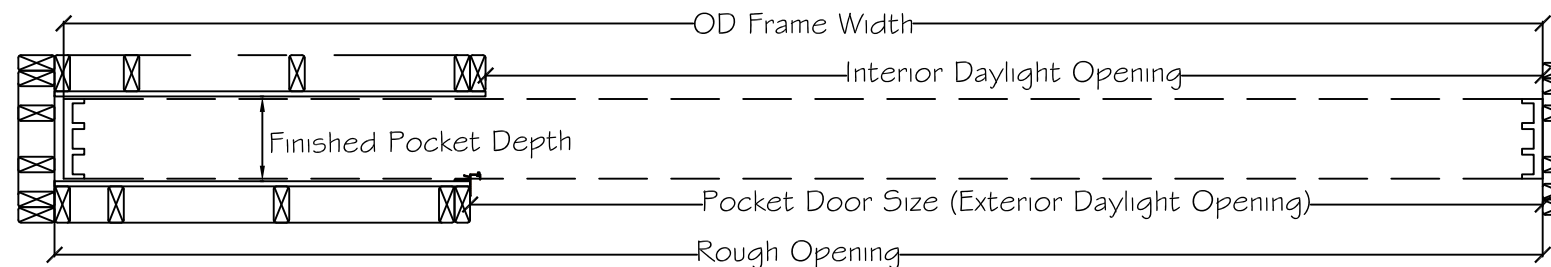 OD Frame Width
Interior Daylight Opening
Finished Pocket Depth
Pocket Door Size (Exterior Daylight Opening)
Rough Opening